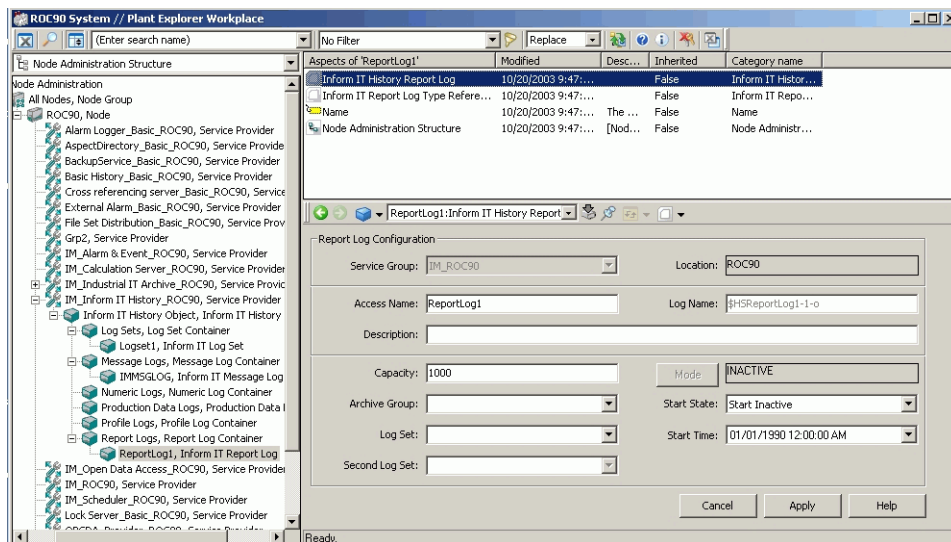 ROC90 System // Plant Explorer Workplace
(Enter search name)
No Filter
Replace
Node Administration Structure
Node Administration
All Nodes, Node Group
ROC90, Node
Alarm Logger_Basic_ROC90, Service Provider
AspectDirectory_Basic_ROC90, Service Provide
BackupService_Basic_ROC90, Service Provider
Basic History_Basic_ROC90, Service Provider
Cross referencing server_Basic_ROC90, Service
External Alarm_Basic_ROC90, Service Provider
File Set Distribution_Basic_ROC90, Service Prov
Grp2, Service Provider
IM_Alarm & Event_ROC90, Service Provider
IM_Calculation Server_ROC90, Service Provider
IM_Industrial IT Archive_ROC90, Service Provic
IM_Inform IT History_ROC90, Service Provider
Inform IT History Object, Inform IT History
Log Sets, Log Set Container
Logset1, Inform IT Log Set
Message Logs, Message Log Container
IMMSGLOG, Inform IT Message Log
Numeric Logs, Numeric Log Container
Production Data Logs, Production Data
Profile Logs, Profile Log Container
Report Logs, Report Log Container
ReportLog1, Inform IT Report Log
IM_Open Data Access_ROC90, Service Provider
IM_ROC90, Service Provider
IM_Scheduler_ROC90, Service Provider
Lock Server_Basic_ROC90, Service Provider
Aspects of 'ReportLog1' Modified Desc... Inherited Category name
Inform IT History Report Log 10/20/2003 9:47:... False Inform IT Histor...
Inform IT Report Log Type Refere... 10/20/2003 9:47:... False Inform IT Repo...
Name 10/20/2003 9:47:... The ... False Name
Node Administration Structure 10/20/2003 9:47:... [Nod... False Node Administr...
ReportLog1:Inform IT History Report
Report Log Configuration
Service Group: IM_ROC90 Location: ROC90
Access Name: ReportLog1 Log Name: $HSReportLog1-1-o
Description:
Capacity: 1000 Mode INACTIVE
Archive Group: Start State: Start Inactive
Log Set: Start Time: 01/01/1990 12:00:00 AM
Second Log Set:
Cancel Apply Help
Ready.